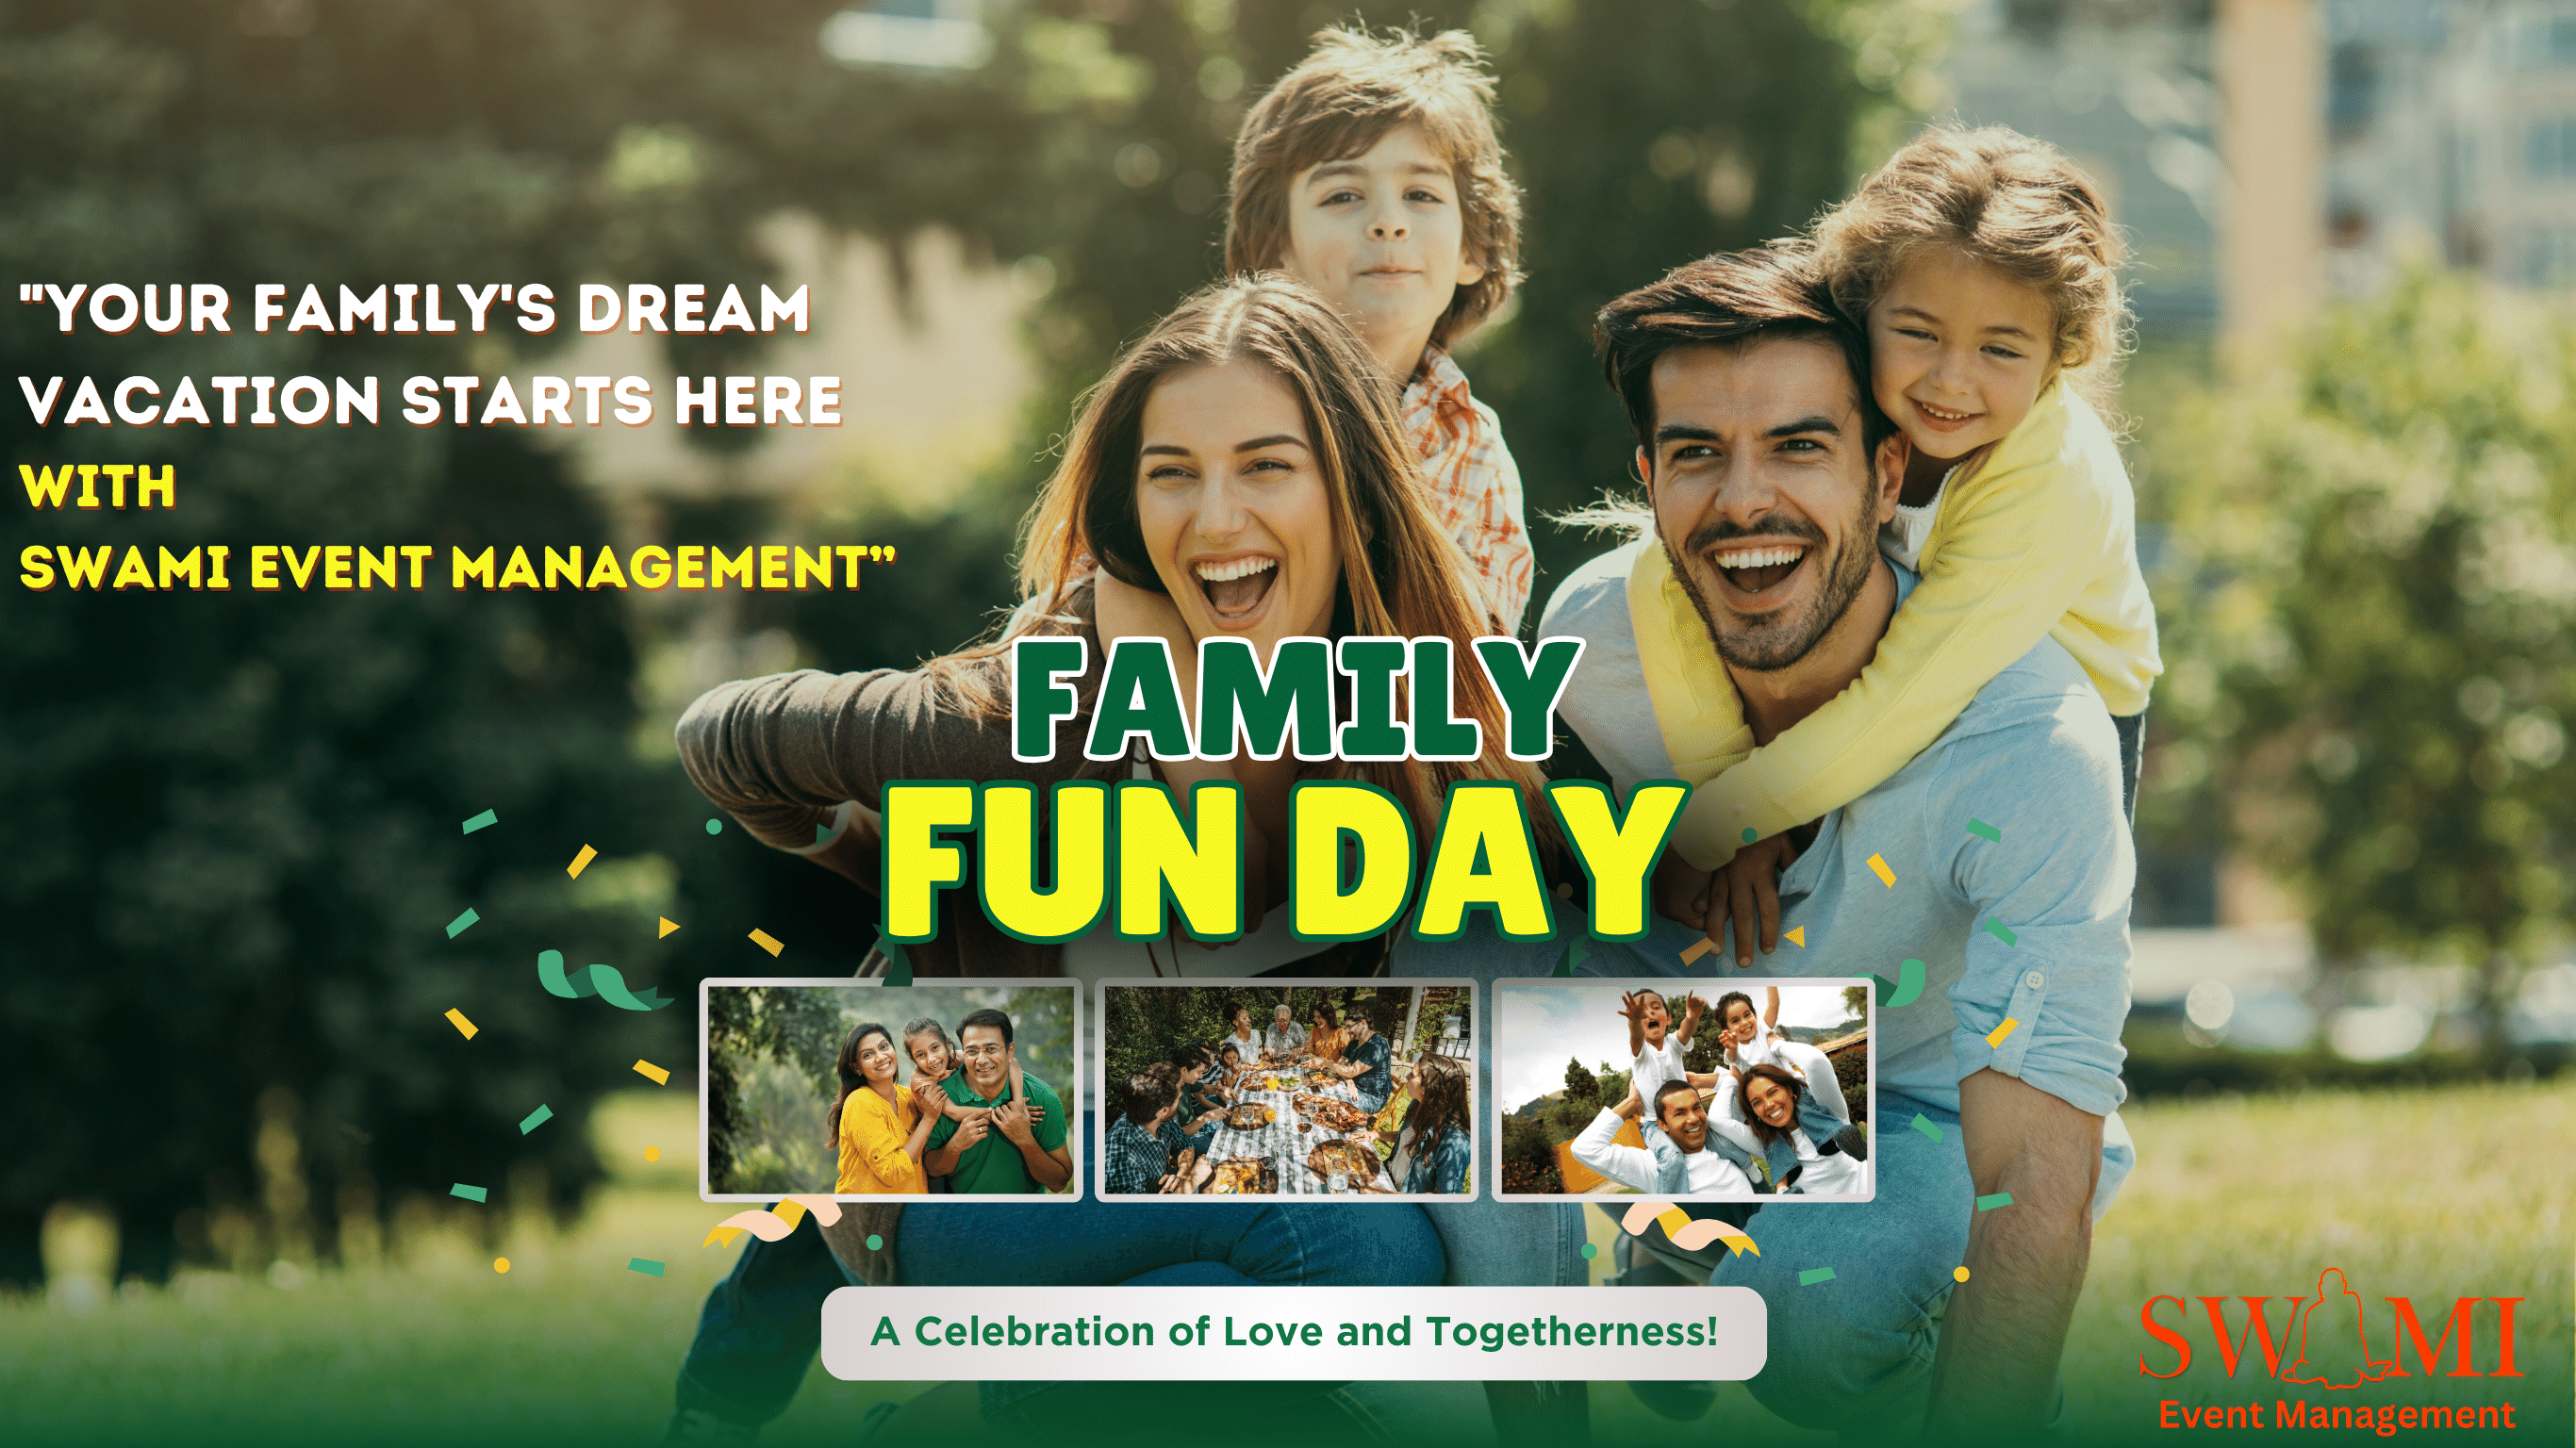 "YOUR FAMILY'S DREAM
VACATION STARTS HERE
WITH
SWAMI EVENT MANAGEMENT”
FAMILY
FUN DAY
A Celebration of Love and Togetherness!
SWAMI
Event Management